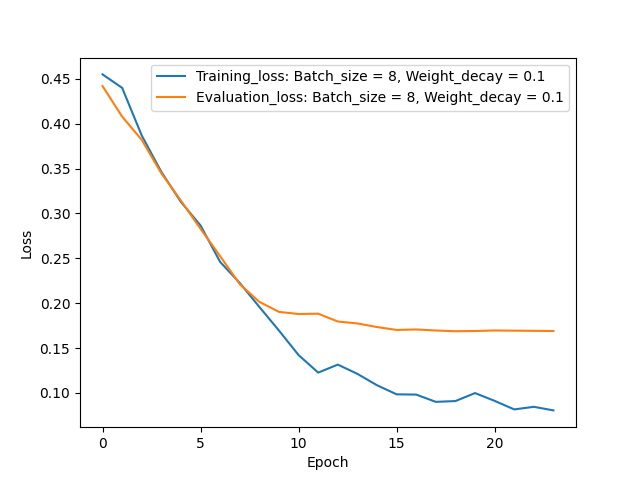 Training_loss: Batch_size = 8, Weight_decay = 0.1
Evaluation_loss: Batch_size = 8, Weight_decay = 0.1
0.45
0.40
0.35
0.30
0.25
0.20
0.15
0.10
Loss
0 5 10 15 20
Epoch